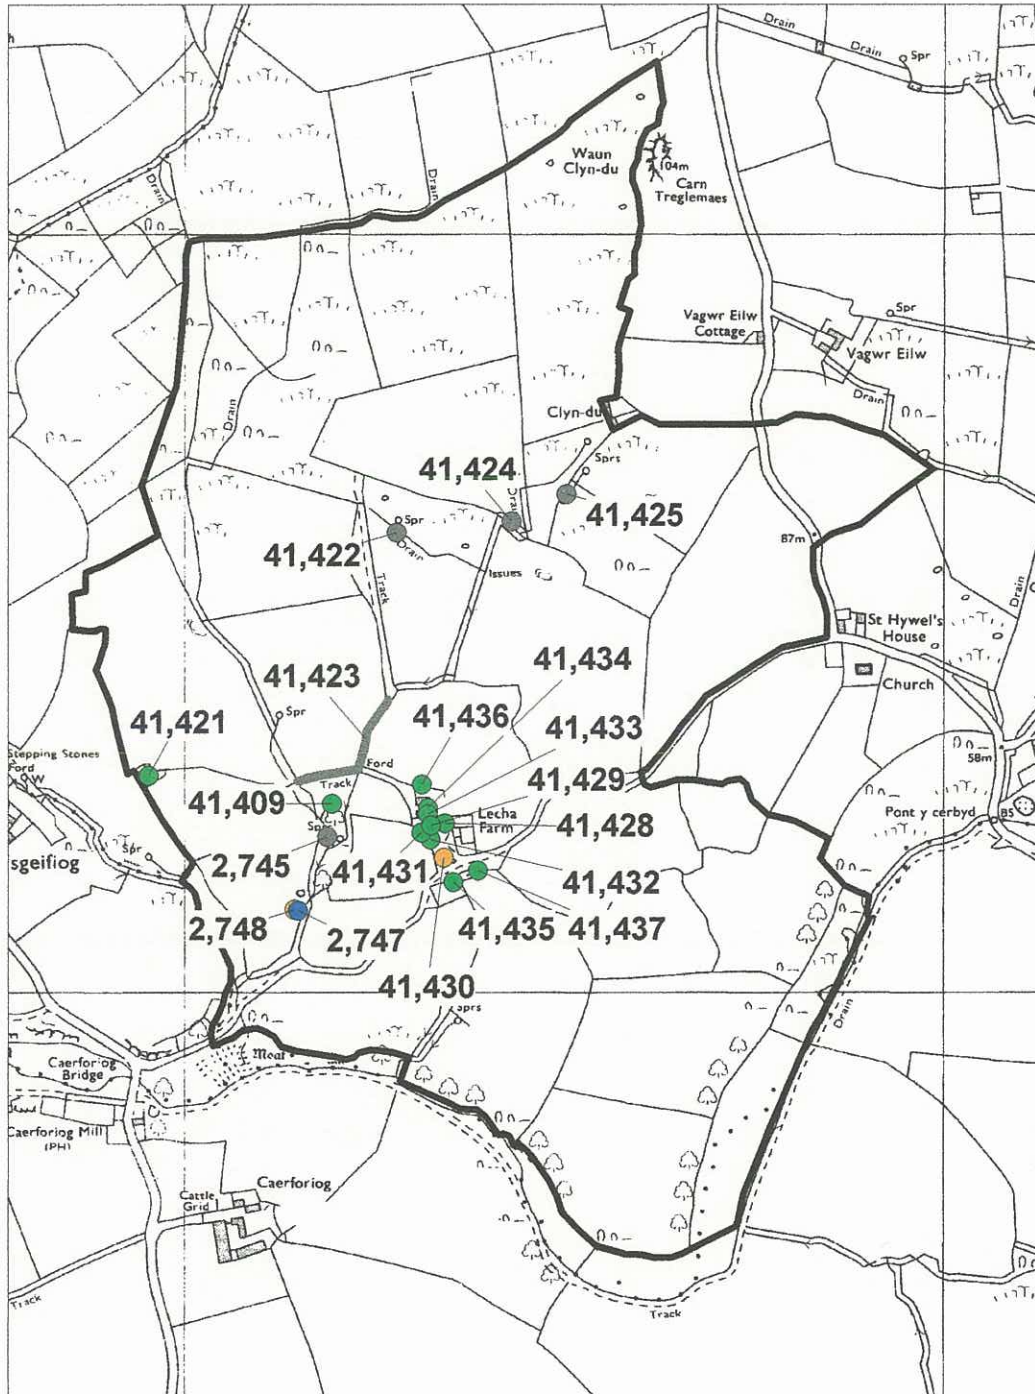 Drain
Drain
Spr
Waun
Clyn-du
104m
Carn
Treglemaes
Drain
Drain
Vagwr Eilw
Cottage
Spr
Vagwr Eilw
Drain
Drain
Clyn-du
Sprs
41,424
41,425
Spr
Drain
41,422
Issues
Track
87m
Drain
St Hywel's
House
Church
41,434
41,423
41,436
41,433
Spr
41,421
Stepping Stones
Ford
W
Ford
Track
41,429
58m
41,409
Lecha
Farm
41,428
Pont y cerbyd
BS
Spr
sgeifiog
2,745
41,431
41,432
2,748
2,747
41,435
41,437
41,430
Sprs
Drain
Moat
Caerforiog
Bridge
Caerforiog Mill
(PH)
Caerforiog
Cattle
Grid
Track
Track